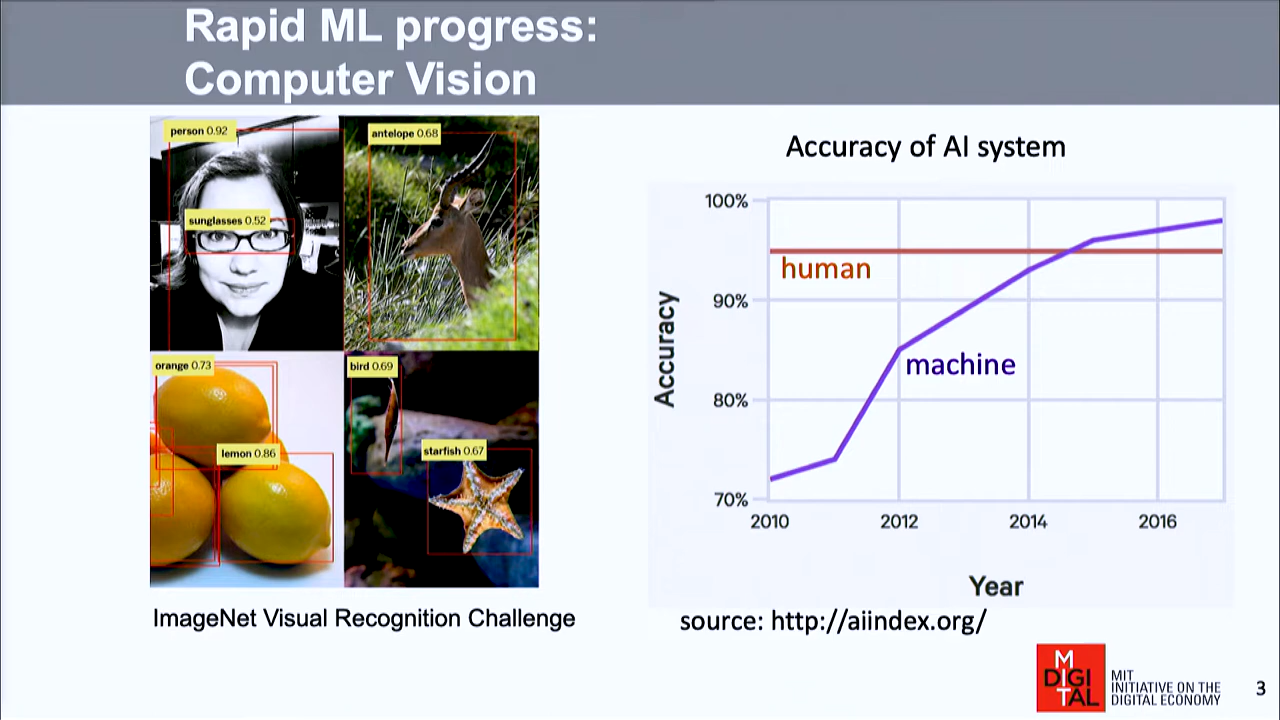 Rapid ML progress:
Computer Vision
person 0.92
antelope 0.68
sunglasses 0.52
orange 0.73
bird 0.69
lemon 0.86
starfish 0.67
ImageNet Visual Recognition Challenge
Accuracy of AI system
100%
human
90%
machine
80%
70%
Accuracy
2010
2012
2014
2016
Year
source: http://aiindex.org/
MIT
DIGITAL
MIT
INITIATIVE ON THE
DIGITAL ECONOMY
3